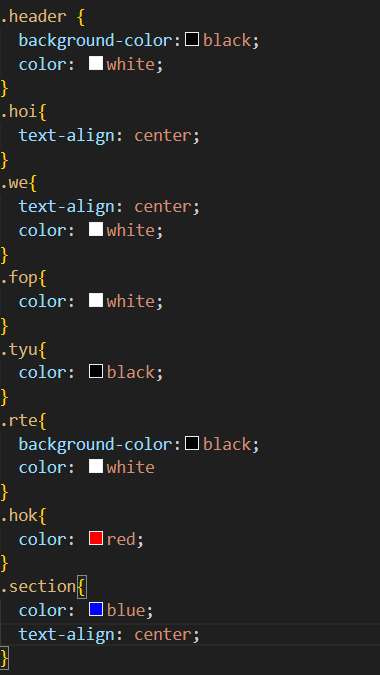 .header {
  background-color:black;
  color: white;
}
.hoi{
  text-align: center;
}
.we{
  text-align: center;
  color: white;
}
.fop{
  color: white;
}
.tyu{
  color: black;
}
.rte{
  background-color:black;
  color: white
}
.hok{
  color: red;
}
.section{
  color: blue;
  text-align: center;
}